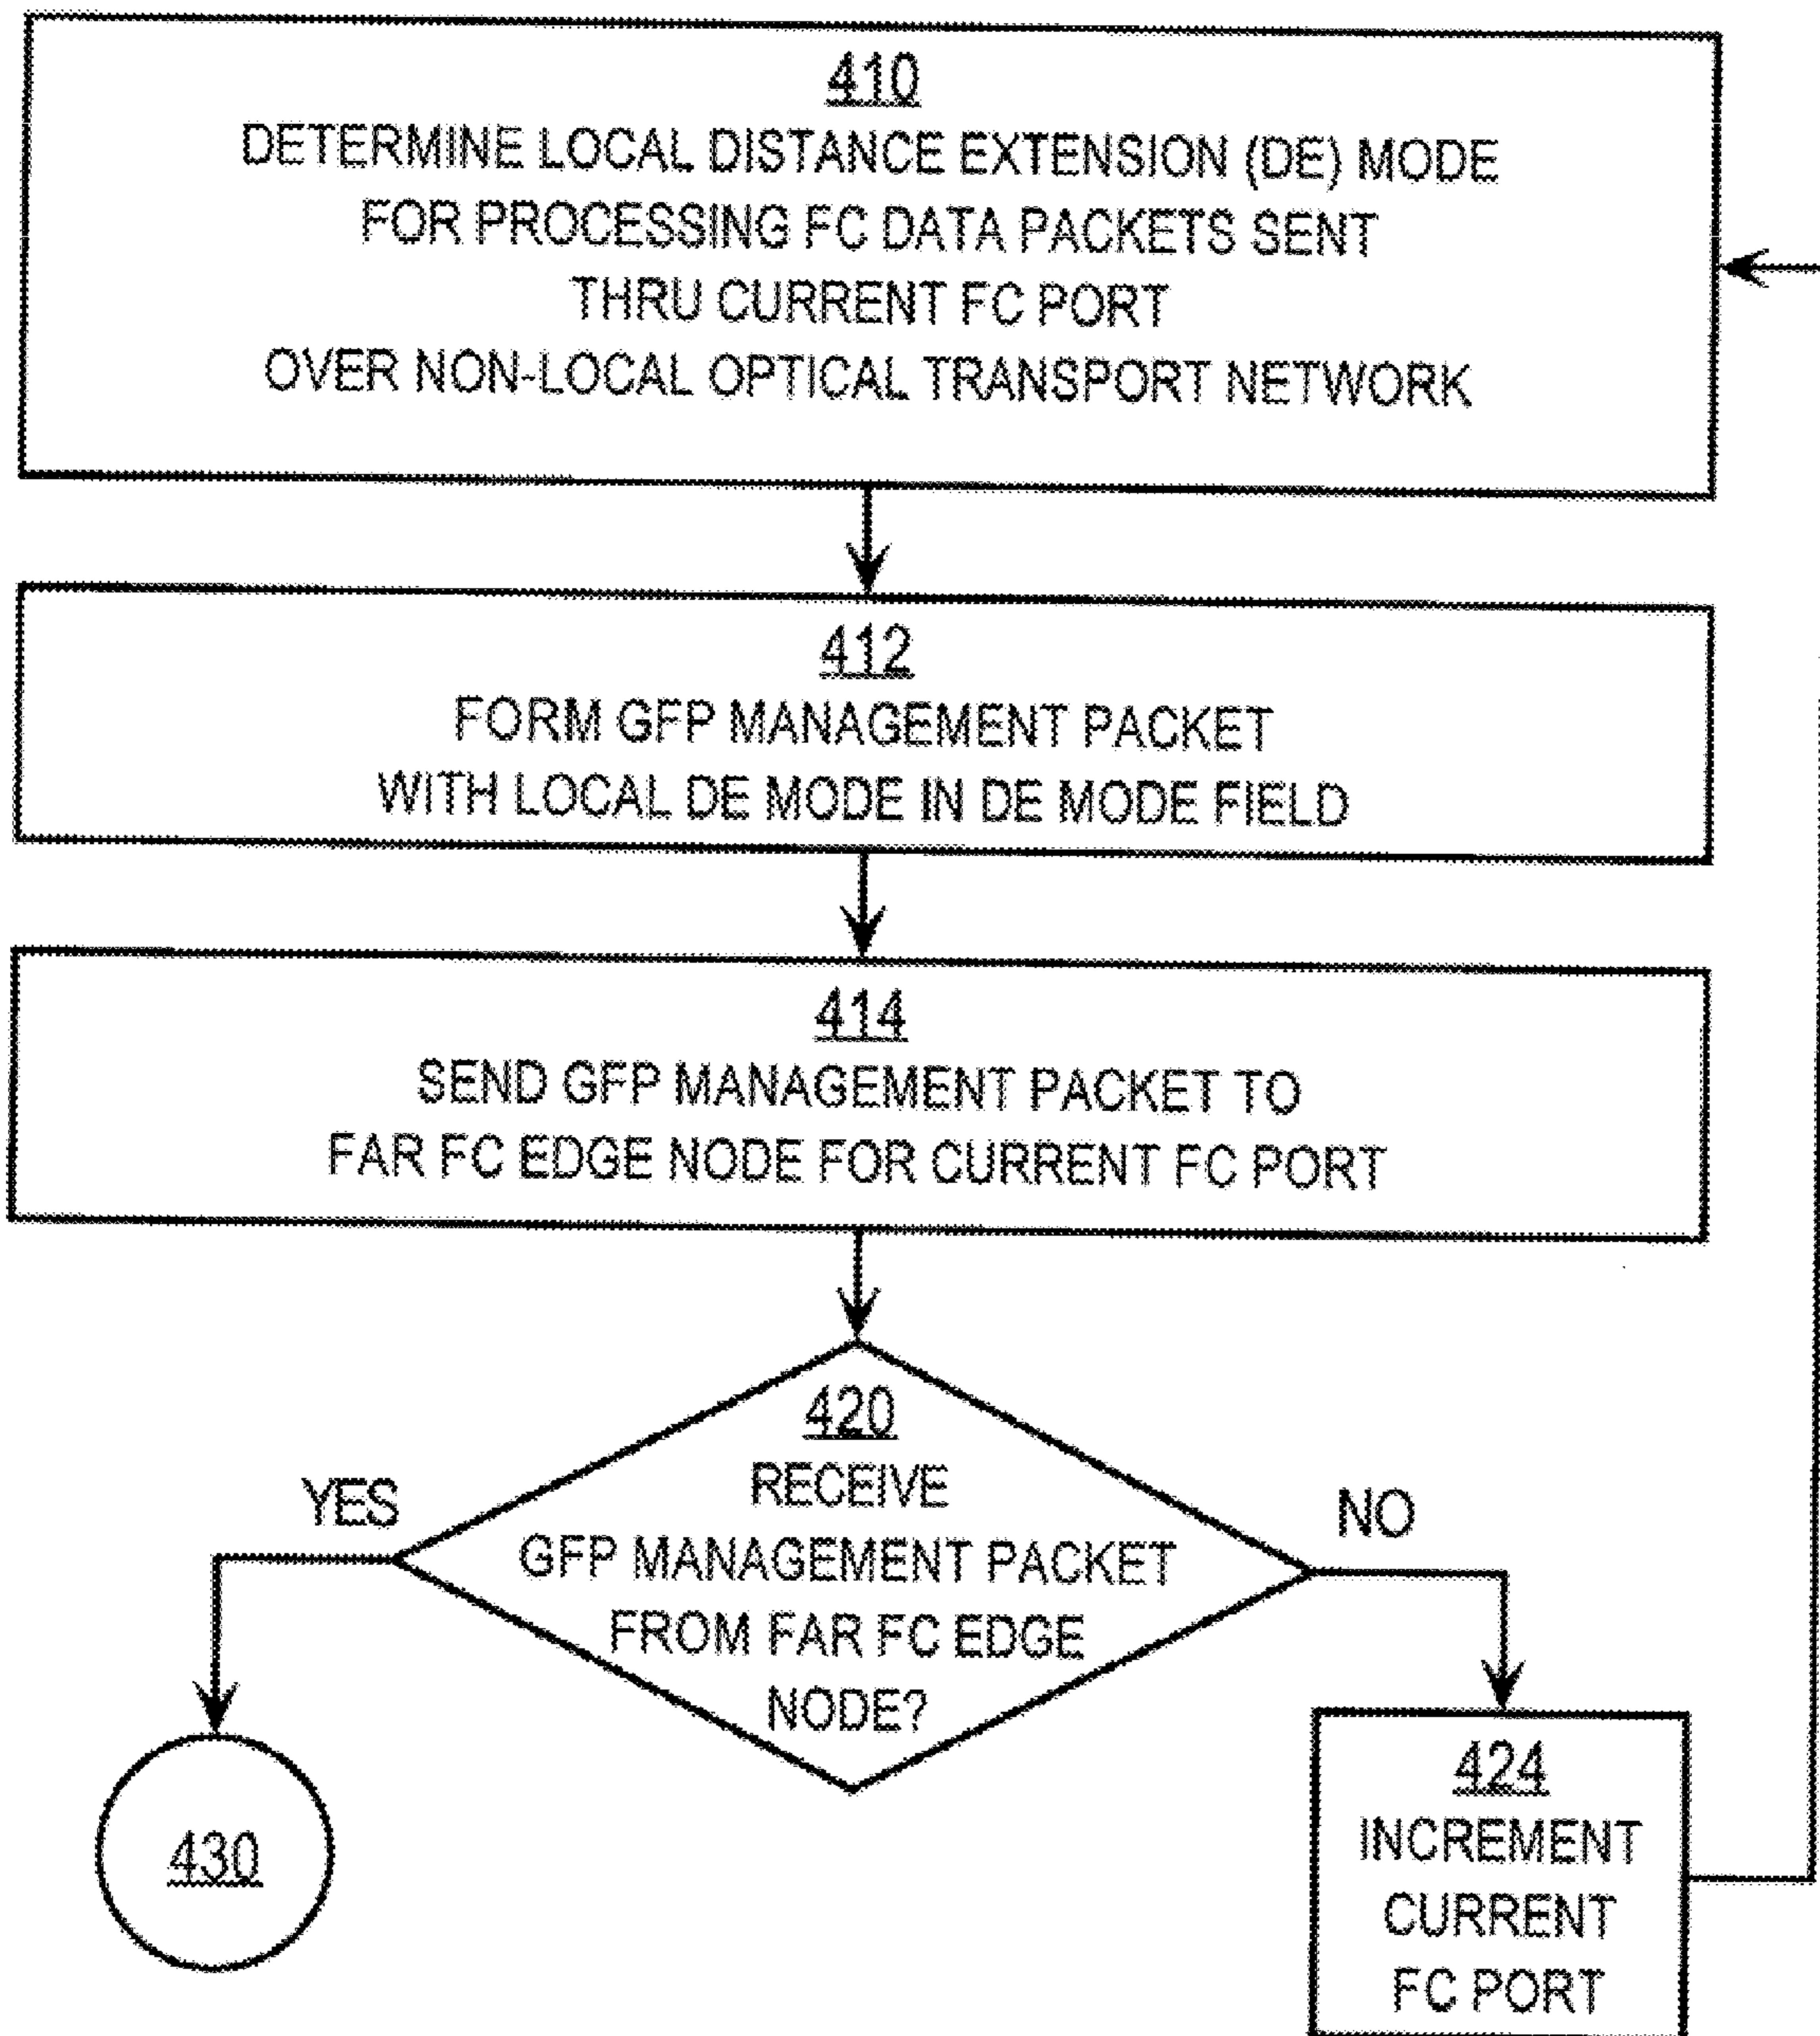 410
DETERMINE LOCAL DISTANCE EXTENSION (DE) MODE
FOR PROCESSING FC DATA PACKETS SENT
THRU CURRENT FC PORT
OVER NON-LOCAL OPTICAL TRANSPORT NETWORK
412
FORM GFP MANAGEMENT PACKET
WITH LOCAL DE MODE IN DE MODE FIELD
414
SEND GFP MANAGEMENT PACKET TO
FAR FC EDGE NODE FOR CURRENT FC PORT
420
RECEIVE
GFP MANAGEMENT PACKET
FROM FAR FC EDGE
NODE?
YES
NO
430
424
INCREMENT
CURRENT
FC PORT